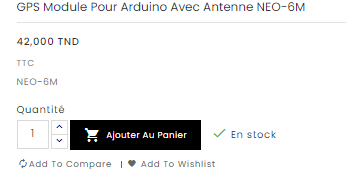 GPS Module Pour Arduino Avec Antenne NEO-6M
42,000 TND
TTC
NEO-6M
Quantité
1 Ajouter Au Panier En stock
Add To Compare | Add To Wishlist